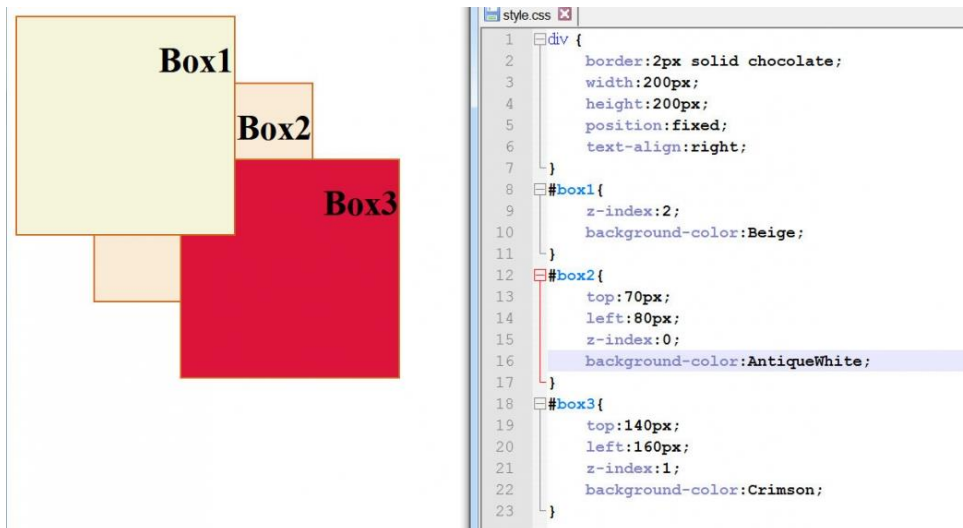 Box1
Box2
Box3
style.css
1 div {
2 border:2px solid chocolate;
3 width:200px;
4 height:200px;
5 position:fixed;
6 text-align:right;
7 }
8 #box1{
9 z-index:2;
10 background-color:Beige;
11 }
12 #box2{
13 top:70px;
14 left:80px;
15 z-index:0;
16 background-color:AntiqueWhite;
17 }
18 #box3{
19 top:140px;
20 left:160px;
21 z-index:1;
22 background-color:Crimson;
23 }